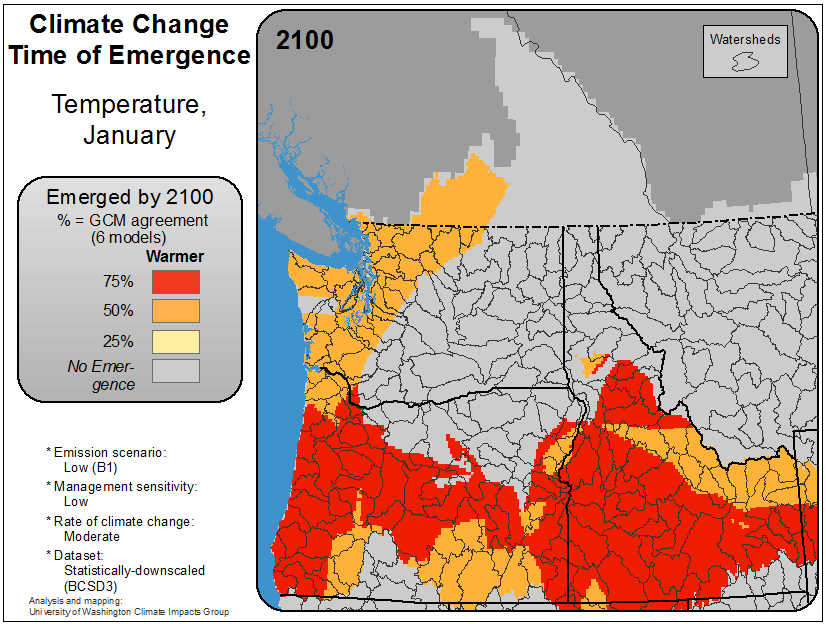 Climate Change
Time of Emergence
Temperature,
January
Emerged by 2100
% = GCM agreement
(6 models)
Warmer
75%
50%
25%
No Emer-
gence
* Emission scenario:
Low (B1)
* Management sensitivity:
Low
* Rate of climate change:
Moderate
* Dataset:
Statistically-downscaled
(BCSD3)
Analysis and mapping:
University of Washington Climate Impacts Group
2100
Watersheds